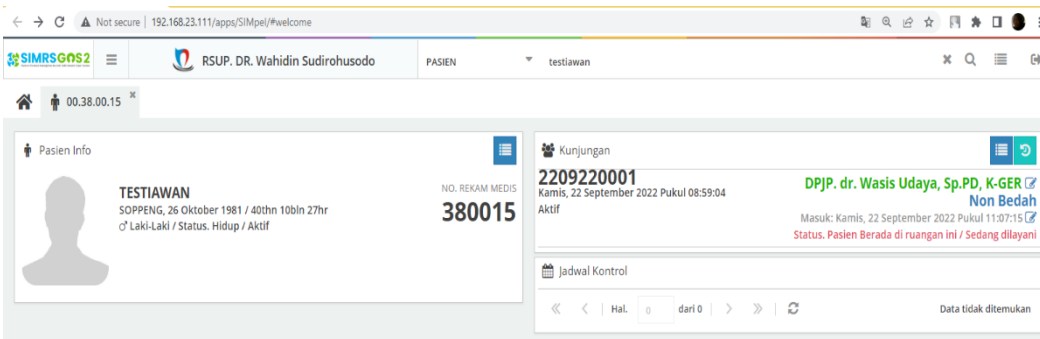 Not secure | 192.168.23.111/apps/SIMpel/#welcome
SIMRSGOS2
RSUP. DR. Wahidin Sudirohusodo
PASIEN
testiawan
00.38.00.15
Pasien Info
TESTIAWAN
SOPPENG, 26 Oktober 1981 / 40thn 10bln 27hr
Laki-Laki / Status. Hidup / Aktif
NO. REKAM MEDIS
380015
Kunjungan
2209220001
Kamis, 22 September 2022 Pukul 08:59:04
Aktif
DPJP. dr. Wasis Udaya, Sp.PD, K-GER
Non Bedah
Masuk: Kamis, 22 September 2022 Pukul 11:07:15
Status. Pasien Berada di ruangan ini / Sedang dilayani
Jadwal Kontrol
Hal. 0 dari 0
Data tidak ditemukan